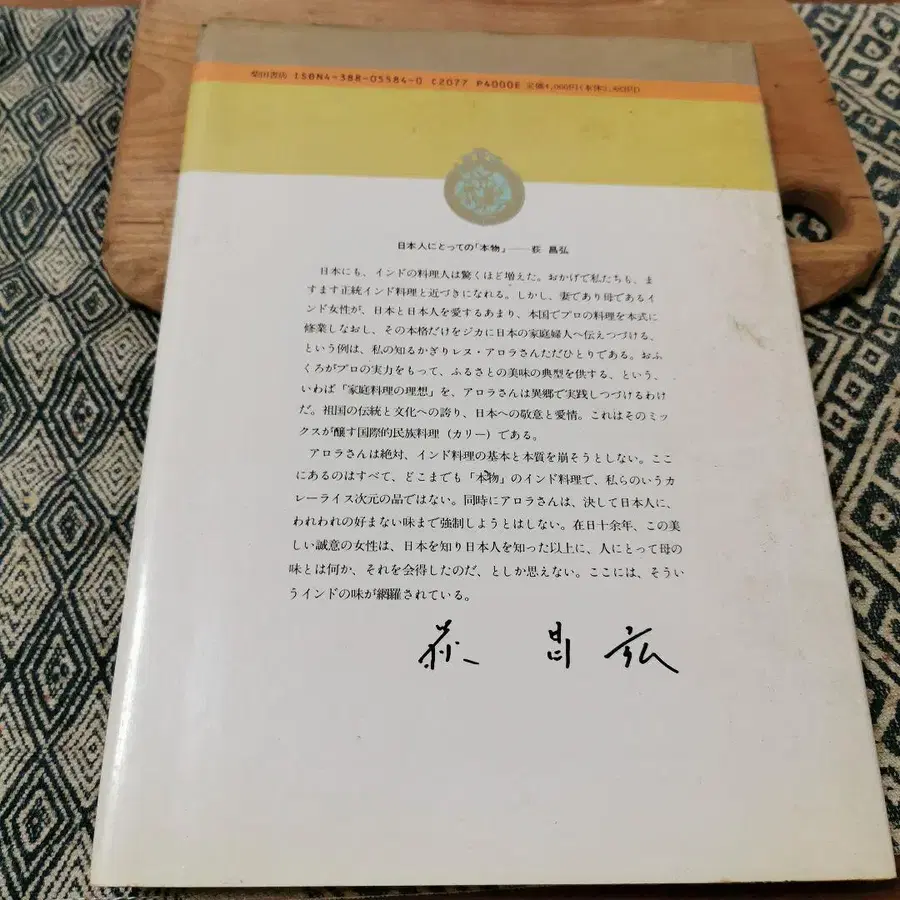 柴田書店 ISBN4-388-05584-0 C2077 P4000E 定価4,000円(本体3,883円)
日本人にとっての「本物」——荻 昌弘
日本にも、インドの料理人は驚くほど増えた。おかげで私たちも、ま
すます正統インド料理と近づきになれる。しかし、妻であり母であるイ
ンド女性が、日本と日本人を愛するあまり、本国でプロの料理を本式に
修業しなおし、その本格だけをジカに日本の家庭婦人へ伝えつづける、
という例は、私の知るかぎりレヌ・アロラさんただひとりである。おふ
くろがプロの実力をもって、ふるさとの美味の典型を供する、という、
いわば「家庭料理の理想」を、アロラさんは異郷で実践しつづけるわけ
だ。祖国の伝統と文化への誇り、日本への敬意と愛情。これはそのミッ
クスが醸す国際的民族料理（カリー）である。
アロラさんは絶対、インド料理の基本と本質を崩そうとしない。ここ
にあるのはすべて、どこまでも「本物」のインド料理で、私らのいうカ
レーライス次元の品ではない。同時にアロラさんは、決して日本人に、
われわれの好まない味まで強制しようとはしない。在日十余年、この美
しい誠意の女性は、日本を知り日本人を知った以上に、人にとって母の
味とは何か、それを会得したのだ、としか思えない。ここには、そうい
うインドの味が網羅されている。
荻 昌弘